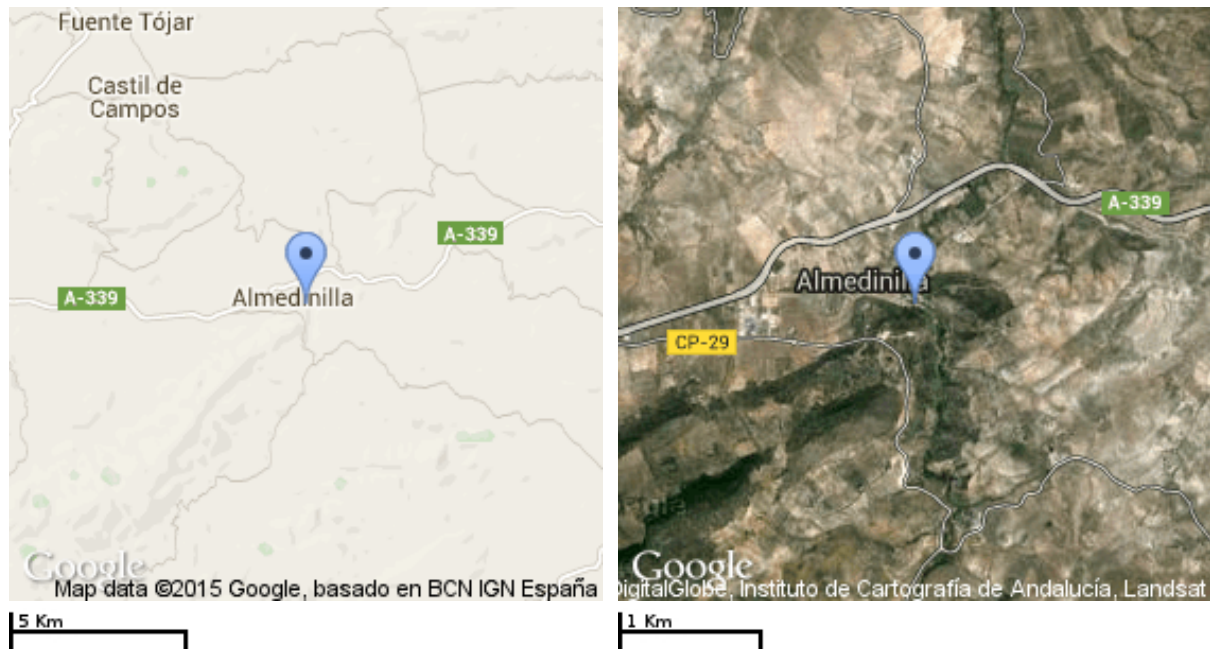 Fuente Tójar
Castil de
Campos
A-339
A-339
Almedinilla
Google
Map data ©2015 Google, basado en BCN IGN España
5 Km
A-339
Almedinilla
CP-29
Google
DigitalGlobe, Instituto de Cartografía de Andalucía, Landsat
1 Km